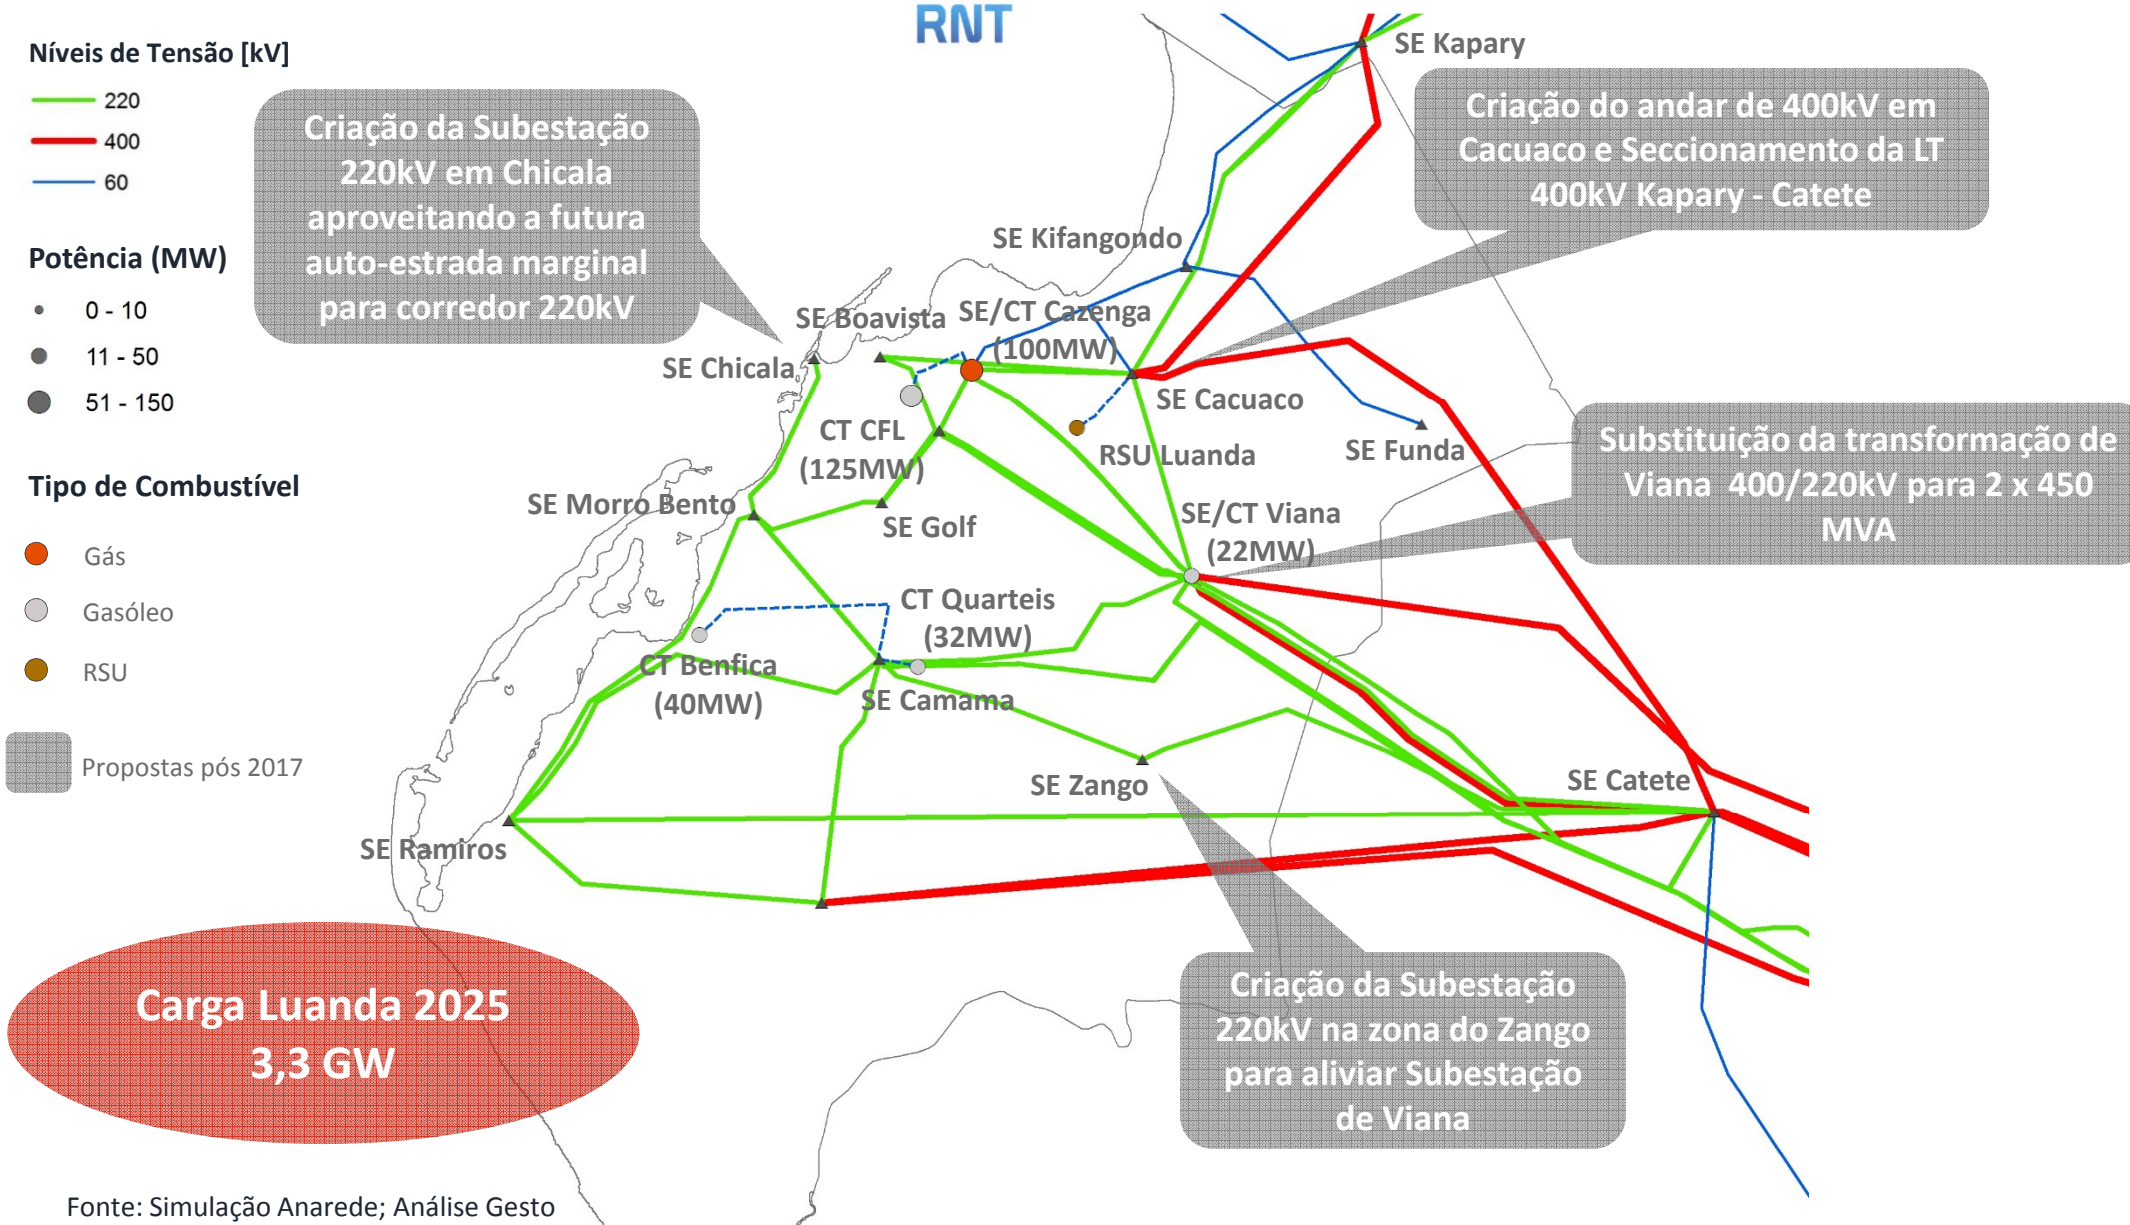 RNT
Níveis de Tensão [kV]
220
400
60
Potência (MW)
0 - 10
11 - 50
51 - 150
Tipo de Combustível
Gás
Gasóleo
RSU
Propostas pós 2017
Criação da Subestação
220kV em Chicala
aproveitando a futura
auto-estrada marginal
para corredor 220kV
SE Kapary
Criação do andar de 400kV em
Cacuaco e Seccionamento da LT
400kV Kapary - Catete
SE Kifangondo
SE Boavista
SE/CT Cazenga
(100MW)
SE Chicala
SE Cacuaco
CT CFL
(125MW)
RSU Luanda
SE Funda
Substituição da transformação de
Viana 400/220kV para 2 x 450
MVA
SE Morro Bento
SE Golf
SE/CT Viana
(22MW)
CT Quarteis
(32MW)
CT Benfica
(40MW)
SE Camama
SE Zango
SE Catete
SE Ramiros
Criação da Subestação
220kV na zona do Zango
para aliviar Subestação
de Viana
Carga Luanda 2025
3,3 GW
Fonte: Simulação Anarede; Análise Gesto